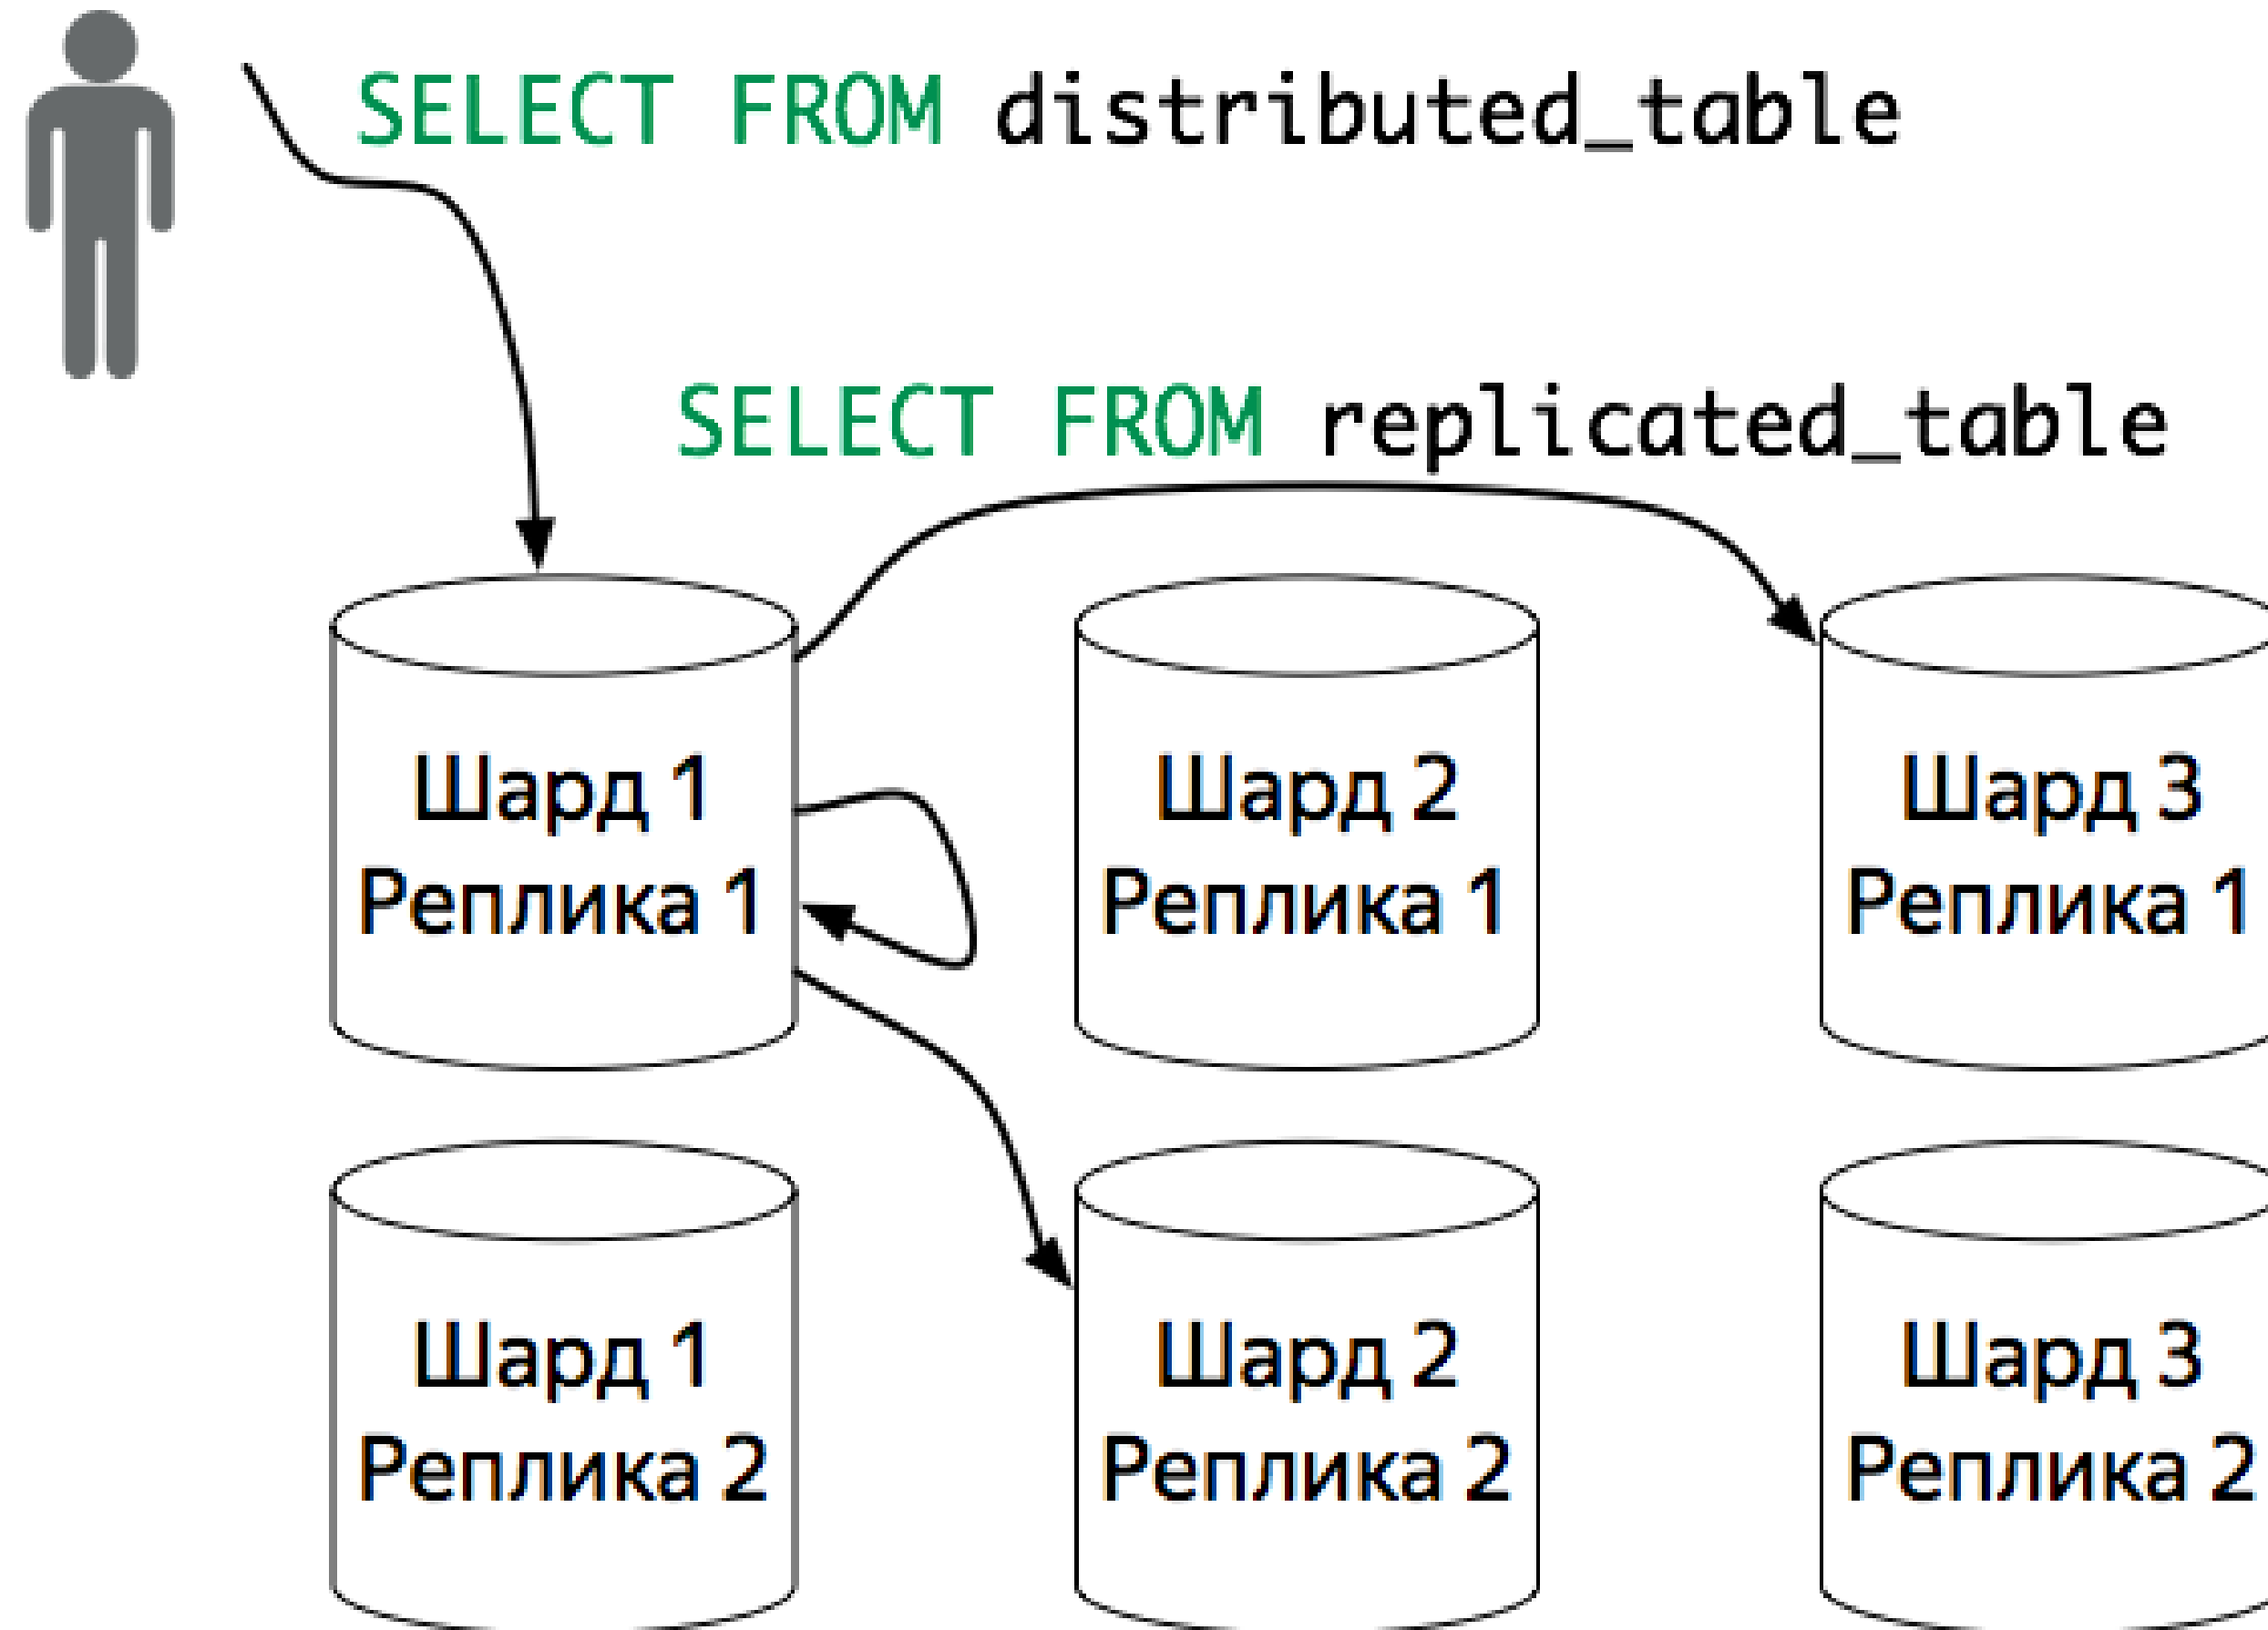 SELECT FROM distributed_table
SELECT FROM replicated_table
Шард 1
Реплика 1
Шард 2
Реплика 1
Шард 3
Реплика 1
Шард 1
Реплика 2
Шард 2
Реплика 2
Шард 3
Реплика 2